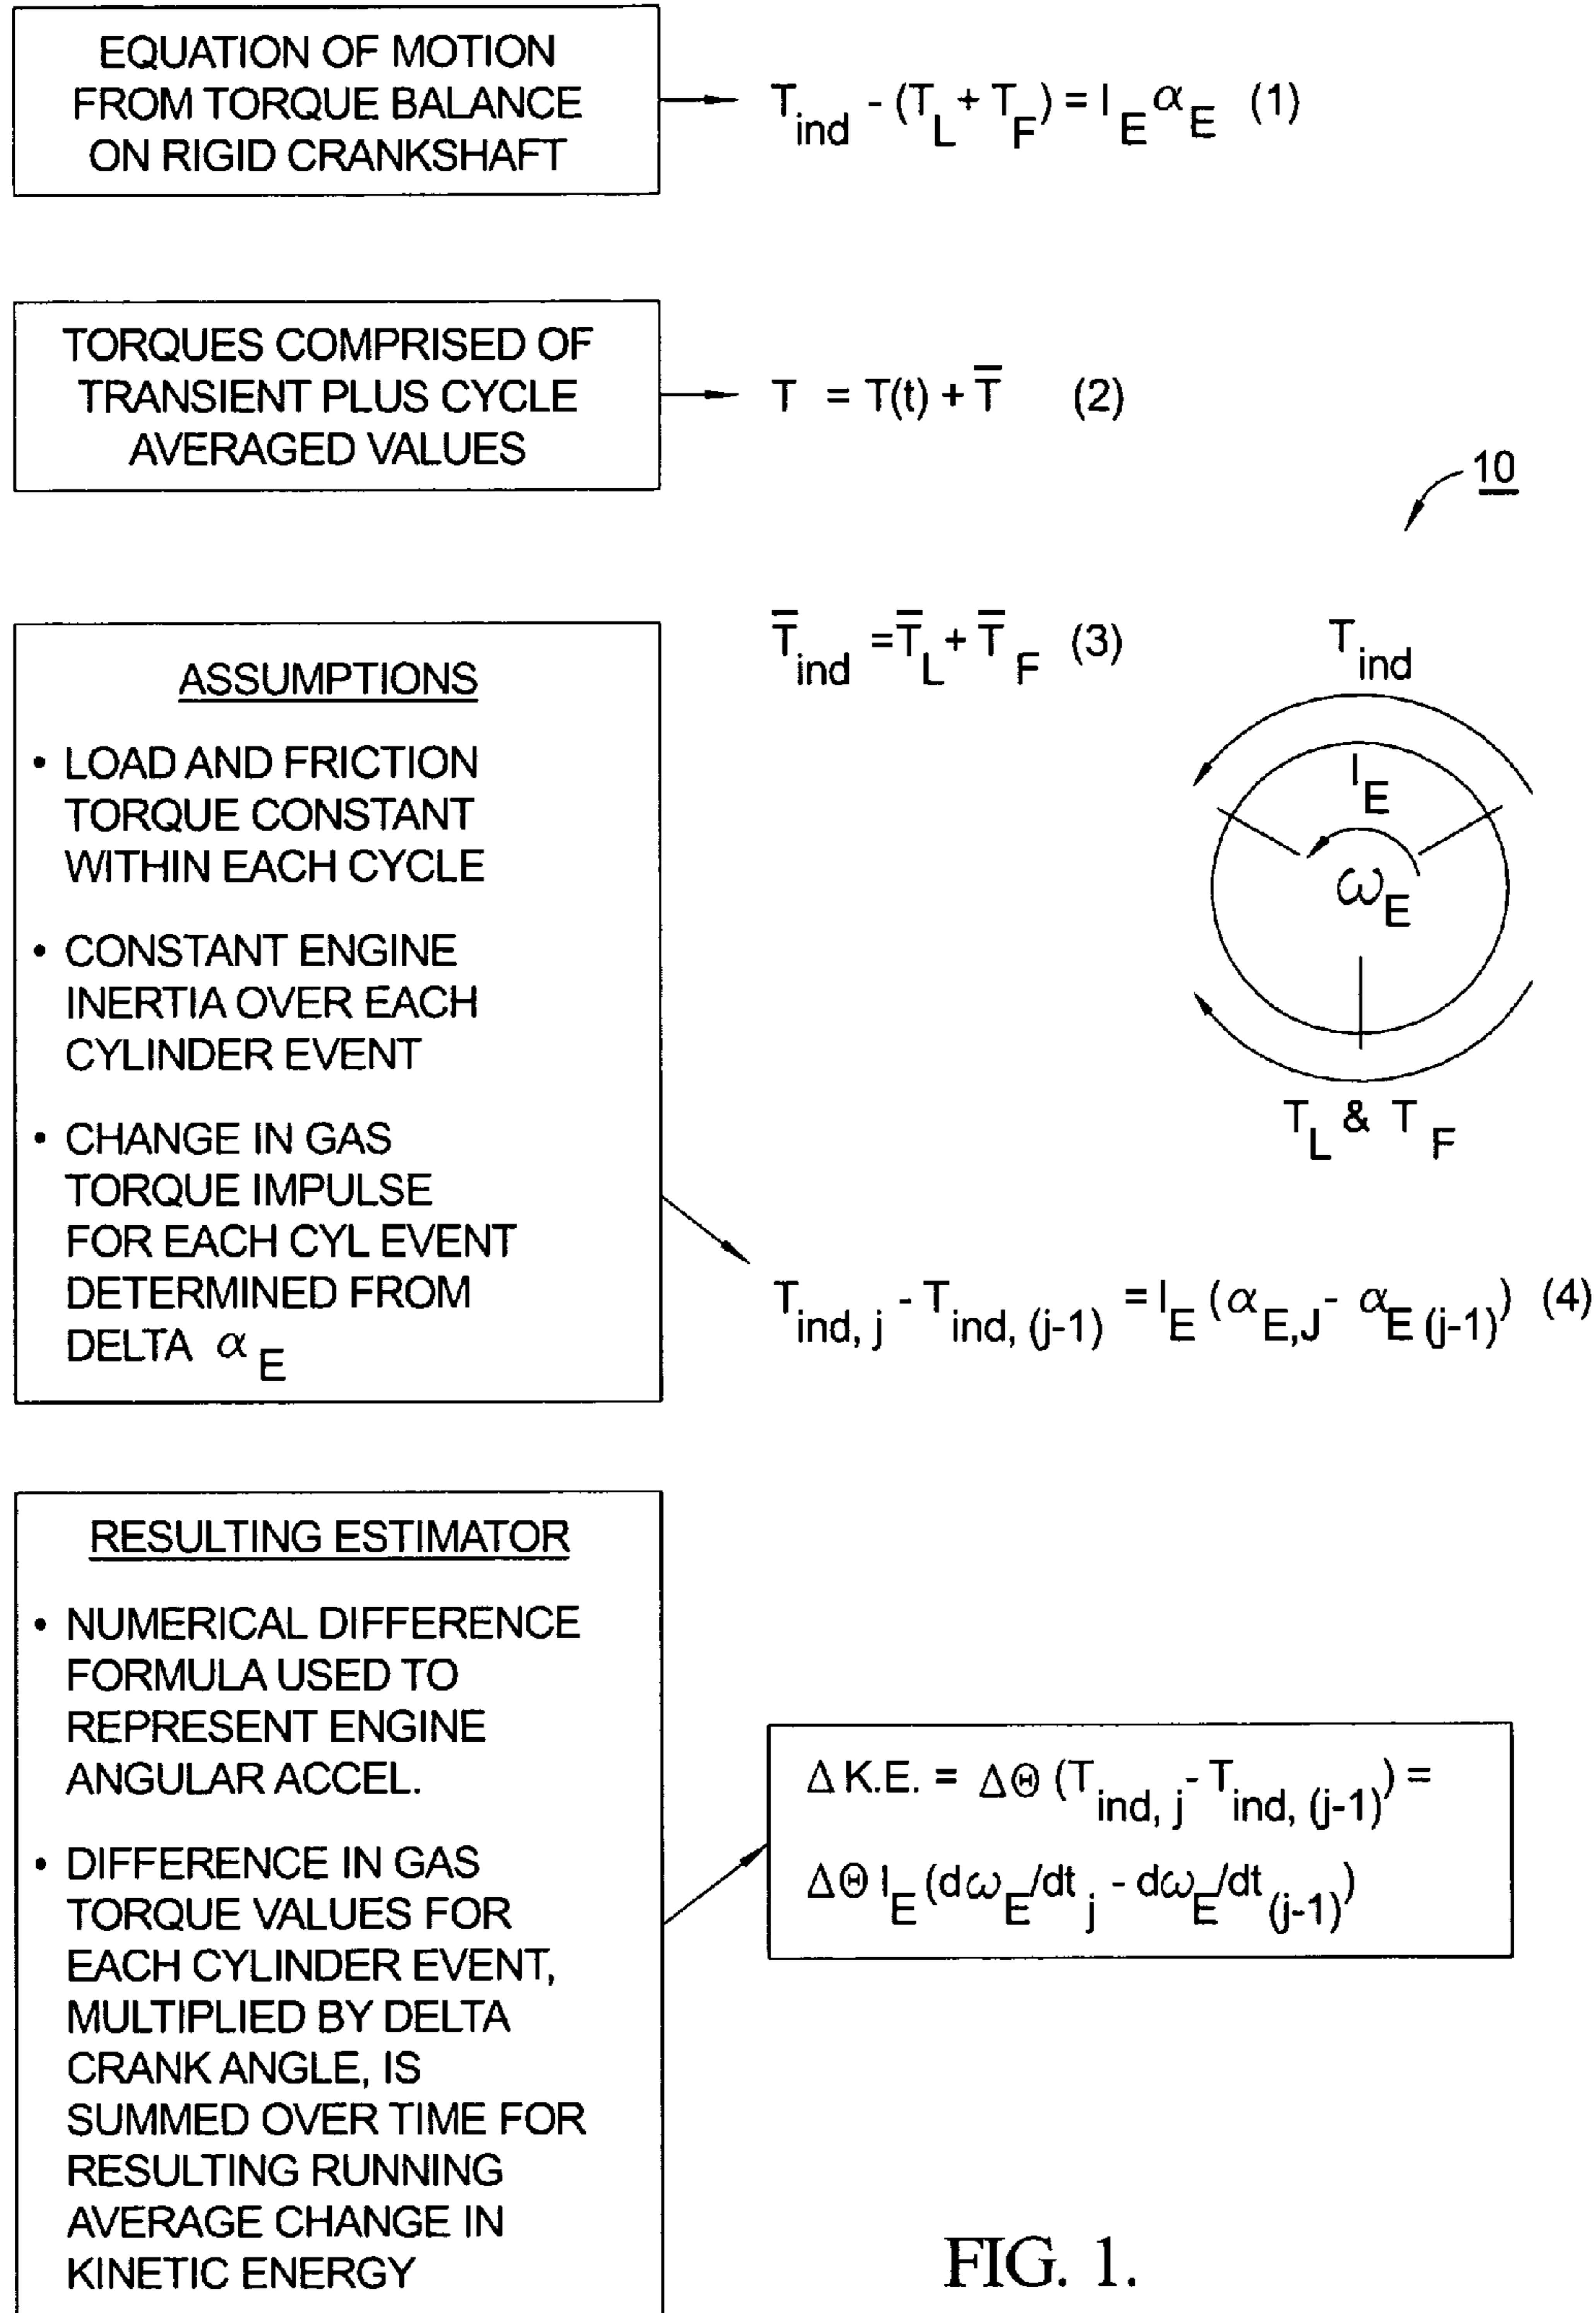 EQUATION OF MOTION
FROM TORQUE BALANCE
ON RIGID CRANKSHAFT
T_ind - (T_L + T_F) = I_E α_E (1)
TORQUES COMPRISED OF
TRANSIENT PLUS CYCLE
AVERAGED VALUES
T = T(t) + T̅ (2)
10
ASSUMPTIONS
• LOAD AND FRICTION
TORQUE CONSTANT
WITHIN EACH CYCLE
• CONSTANT ENGINE
INERTIA OVER EACH
CYLINDER EVENT
• CHANGE IN GAS
TORQUE IMPULSE
FOR EACH CYL EVENT
DETERMINED FROM
DELTA α_E
T̅_ind = T̅_L + T̅_F (3)
T_ind
I_E
ω_E
T_L & T_F
T_ind, j - T_ind, (j-1) = I_E (α_E,J - α_E (j-1)) (4)
RESULTING ESTIMATOR
• NUMERICAL DIFFERENCE
FORMULA USED TO
REPRESENT ENGINE
ANGULAR ACCEL.
• DIFFERENCE IN GAS
TORQUE VALUES FOR
EACH CYLINDER EVENT,
MULTIPLIED BY DELTA
CRANK ANGLE, IS
SUMMED OVER TIME FOR
RESULTING RUNNING
AVERAGE CHANGE IN
KINETIC ENERGY
Δ K.E. = ΔΘ (T_ind, j - T_ind, (j-1)) =
ΔΘ I_E (dω_E/dt_j - dω_E/dt_(j-1))
FIG. 1.